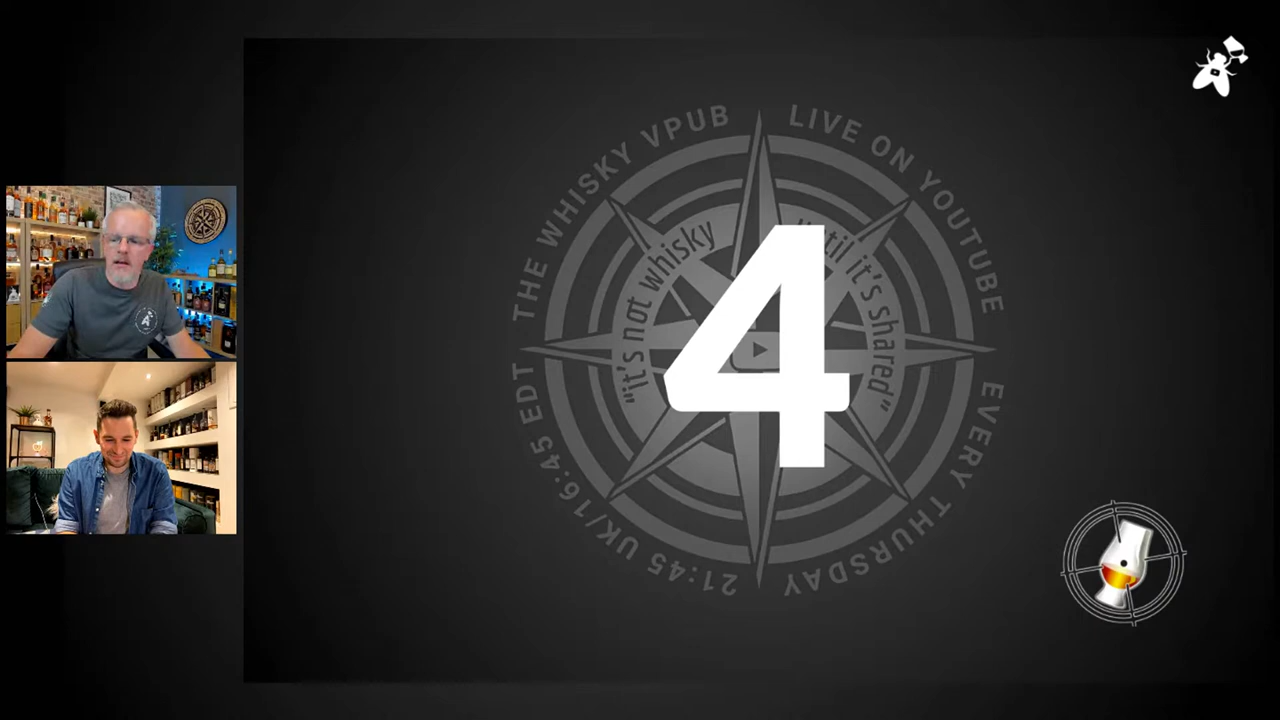 THE WHISKY VPUB
LIVE ON YOUTUBE
EVERY THURSDAY
21:45 UK/16:45 EDT
"it's not whisky
it's shared"
4